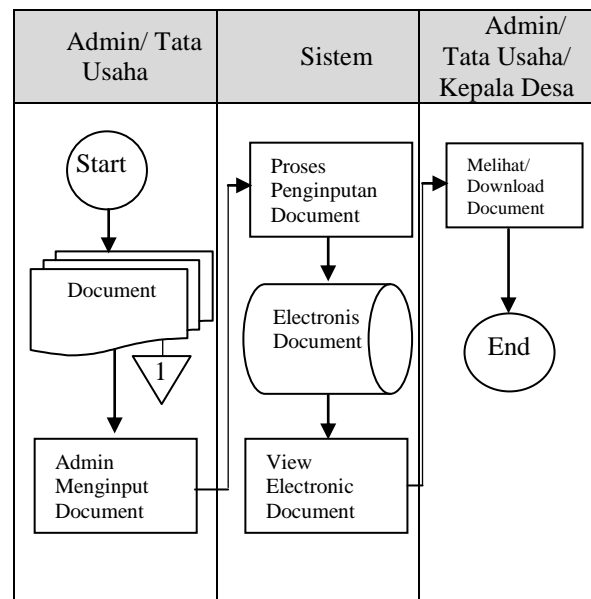 Admin/ Tata
Usaha
Sistem
Admin/
Tata Usaha/
Kepala Desa
Start
Document
1
Admin
Menginput
Document
Proses
Penginputan
Document
Electronis
Document
View
Electronic
Document
Melihat/
Download
Document
End